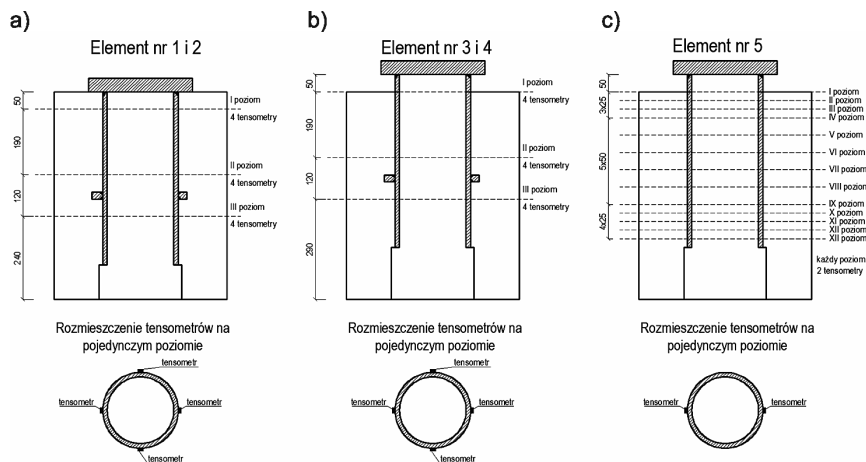 a)
Element nr 1 i 2
50
190
120
240
I poziom
4 tensometry
II poziom
4 tensometry
III poziom
4 tensometry
Rozmieszczenie tensometrów na
pojedynczym poziomie
tensometr
tensometr
tensometr
tensometr
b)
Element nr 3 i 4
50
190
120
290
I poziom
4 tensometry
II poziom
4 tensometry
III poziom
4 tensometry
Rozmieszczenie tensometrów na
pojedynczym poziomie
tensometr
tensometr
tensometr
tensometr
c)
Element nr 5
50
3x25
5x50
4x25
I poziom
II poziom
III poziom
IV poziom
V poziom
VI poziom
VII poziom
VIII poziom
IX poziom
X poziom
XI poziom
XII poziom
XII poziom
każdy poziom
2 tensometry
Rozmieszczenie tensometrów na
pojedynczym poziomie
tensometr
tensometr